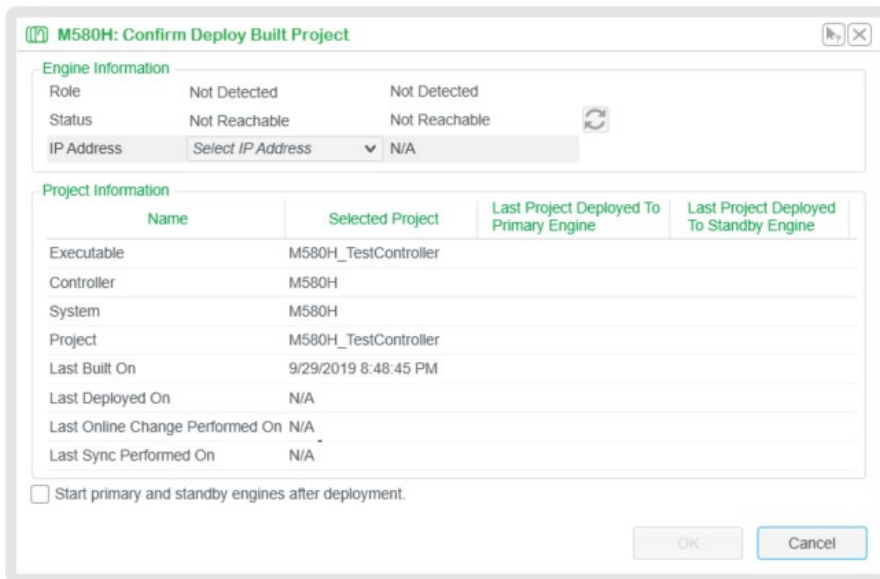 M580H: Confirm Deploy Built Project
Engine Information
Role Not Detected Not Detected
Status Not Reachable Not Reachable
IP Address Select IP Address N/A
Project Information
Name Selected Project Last Project Deployed To Primary Engine Last Project Deployed To Standby Engine
Executable M580H_TestController
Controller M580H
System M580H
Project M580H_TestController
Last Built On 9/29/2019 8:48:45 PM
Last Deployed On N/A
Last Online Change Performed On N/A
Last Sync Performed On N/A
Start primary and standby engines after deployment.
OK Cancel